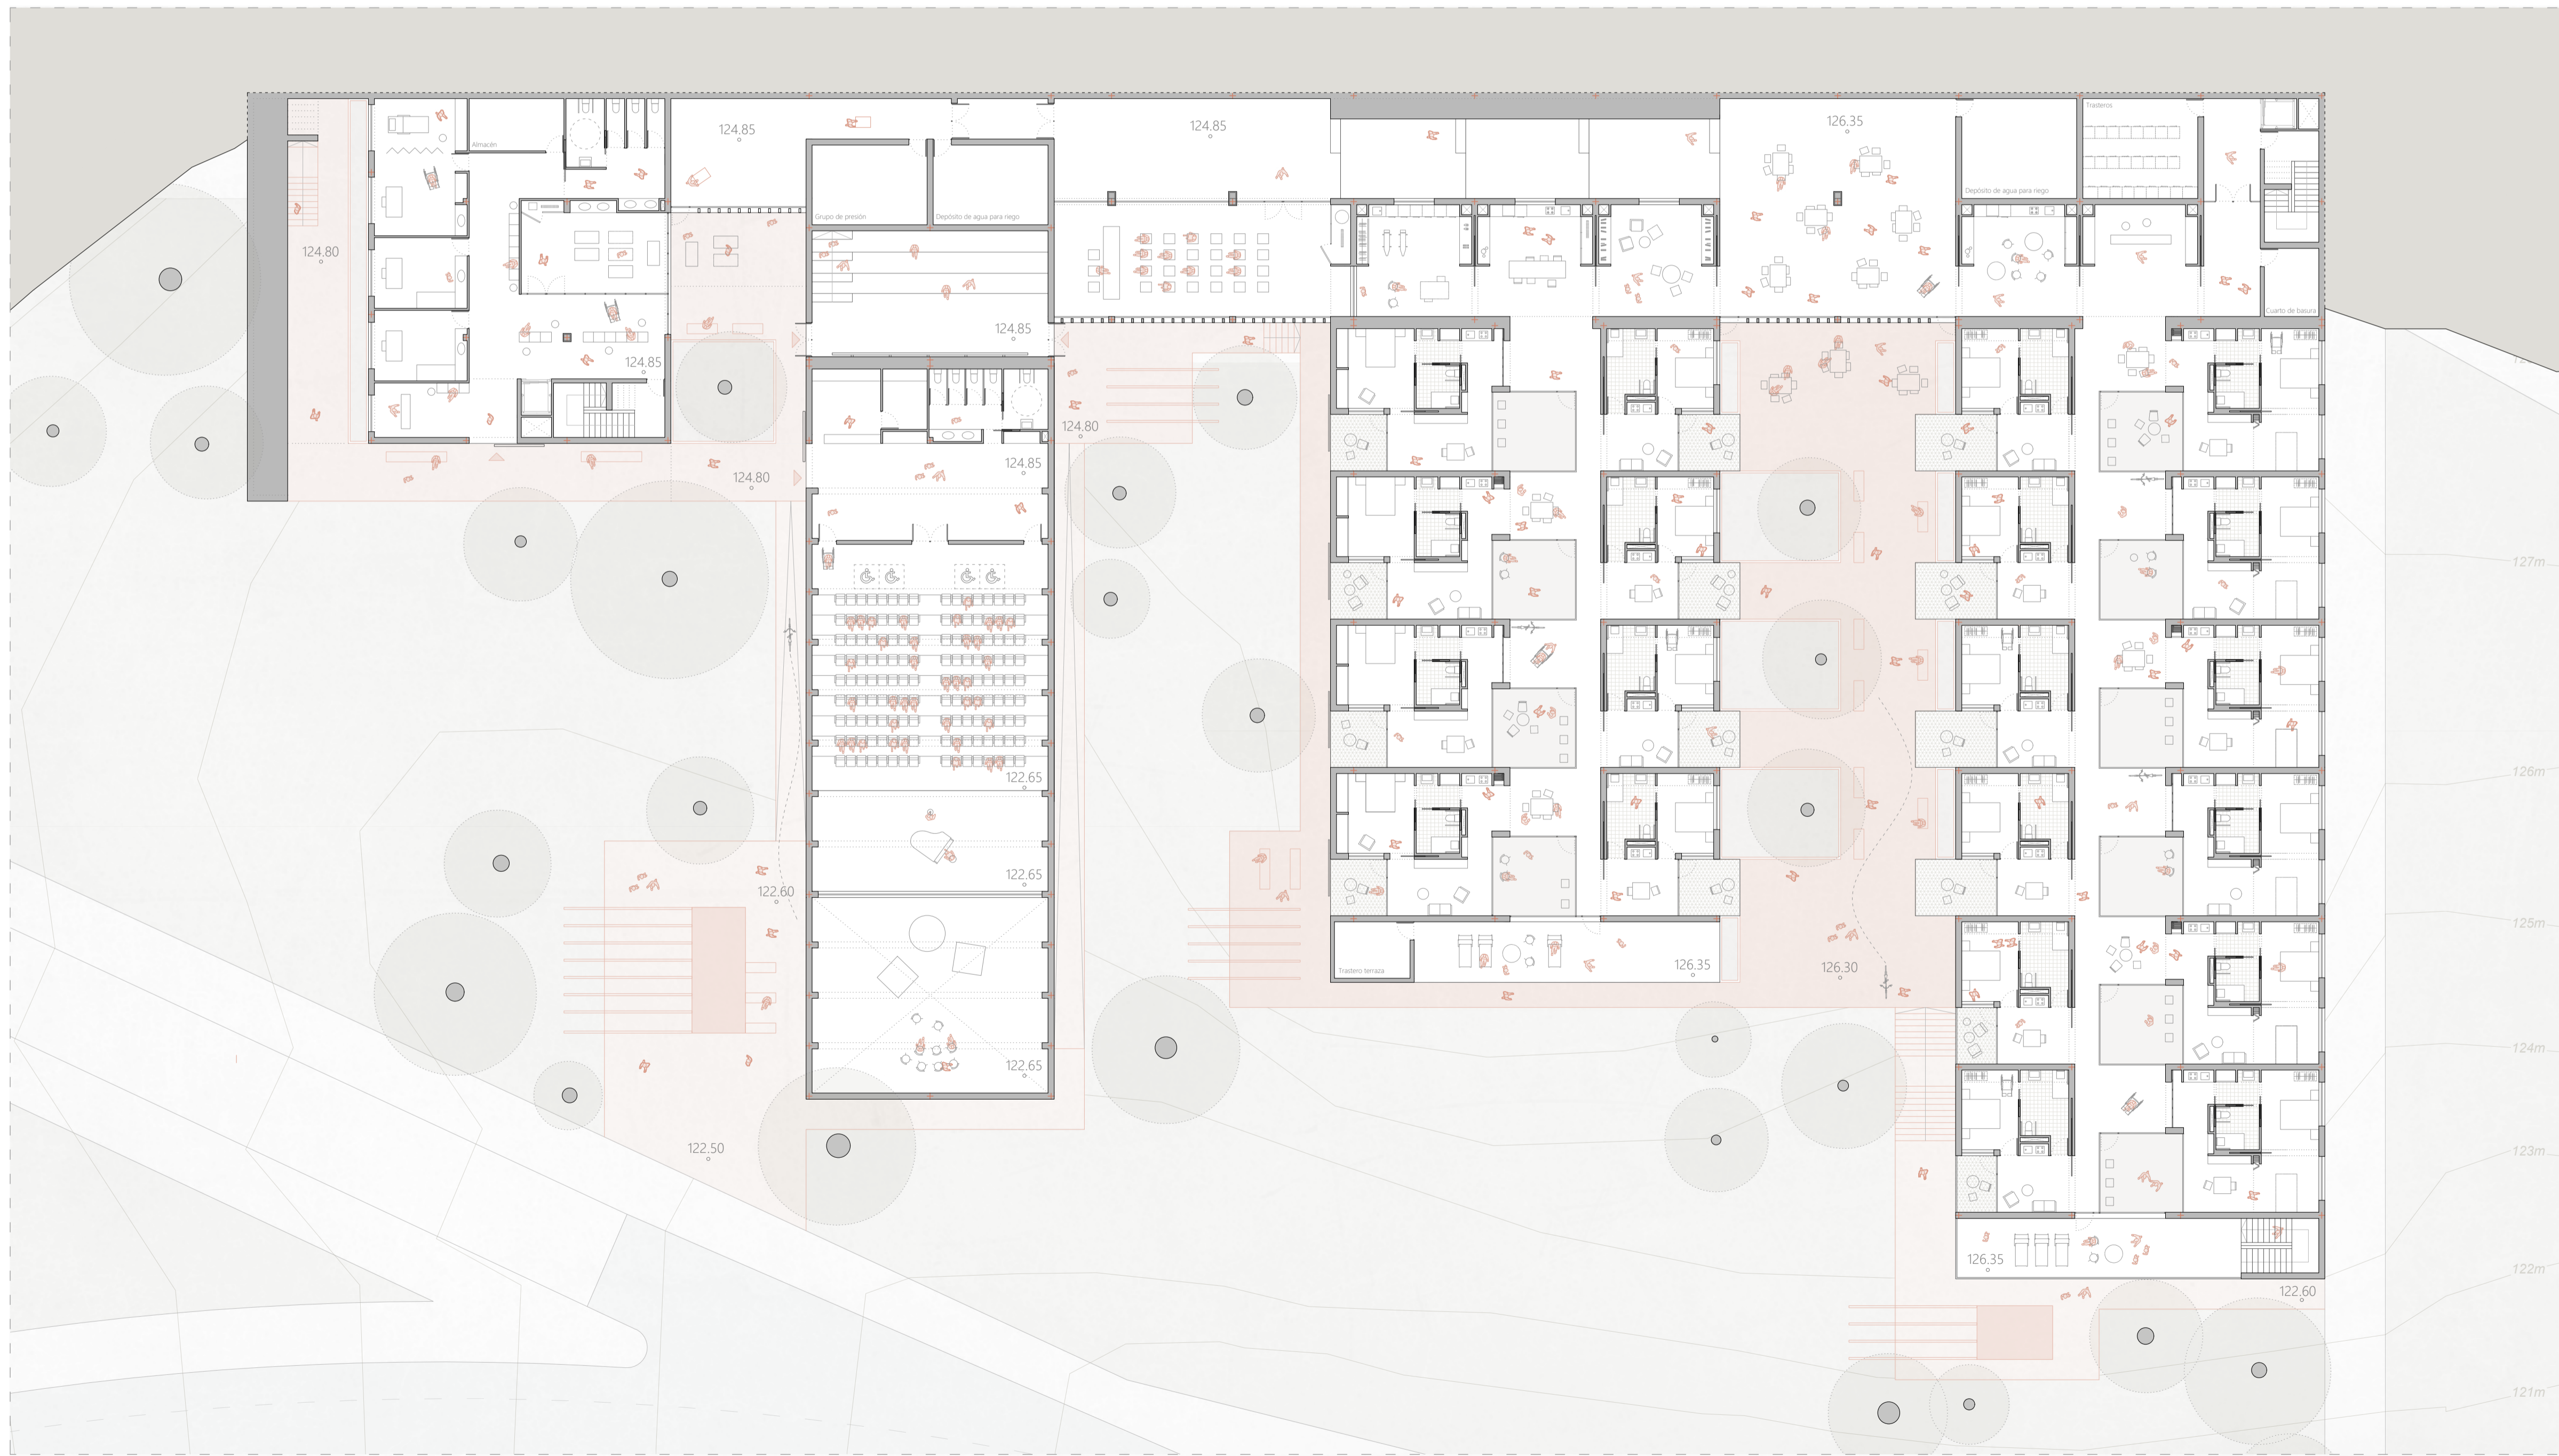 124.85
124.85
126.35
Trasteros
Almacén
Depósito de agua para riego
Grupo de presión
Depósito de agua para riego
124.80
Cuarto de basura
124.85
124.85
124.80
124.85
124.80
127m
126m
122.65
122.65
122.60
125m
126.35
126.30
Trastero terraza
124m
122.65
122.50
123m
126.35
122m
122.60
121m